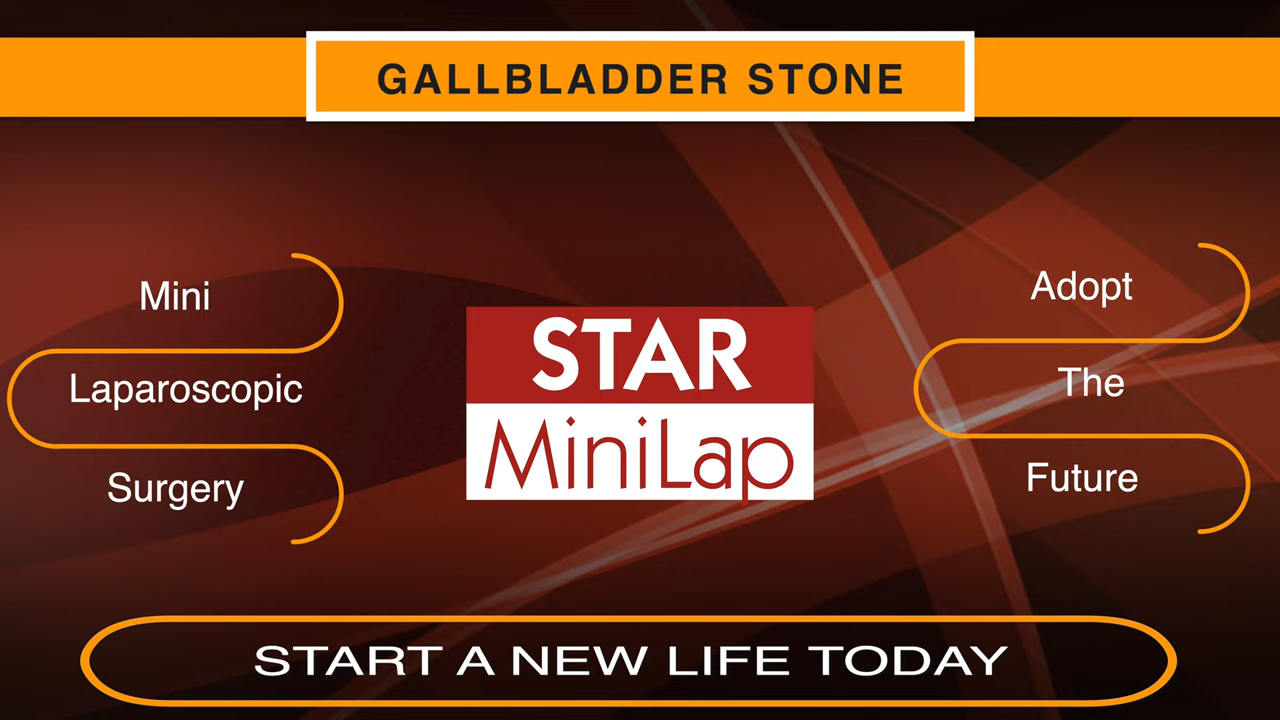 GALLBLADDER STONE
Mini
Laparoscopic
Surgery
STAR
MiniLap
Adopt
The
Future
START A NEW LIFE TODAY